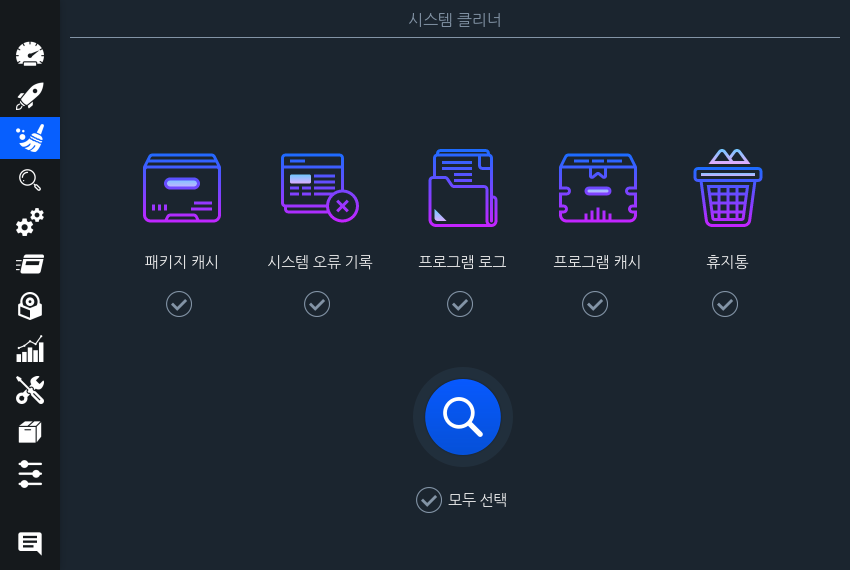 시스템 클리너
패키지 캐시
시스템 오류 기록
프로그램 로그
프로그램 캐시
휴지통
모두 선택